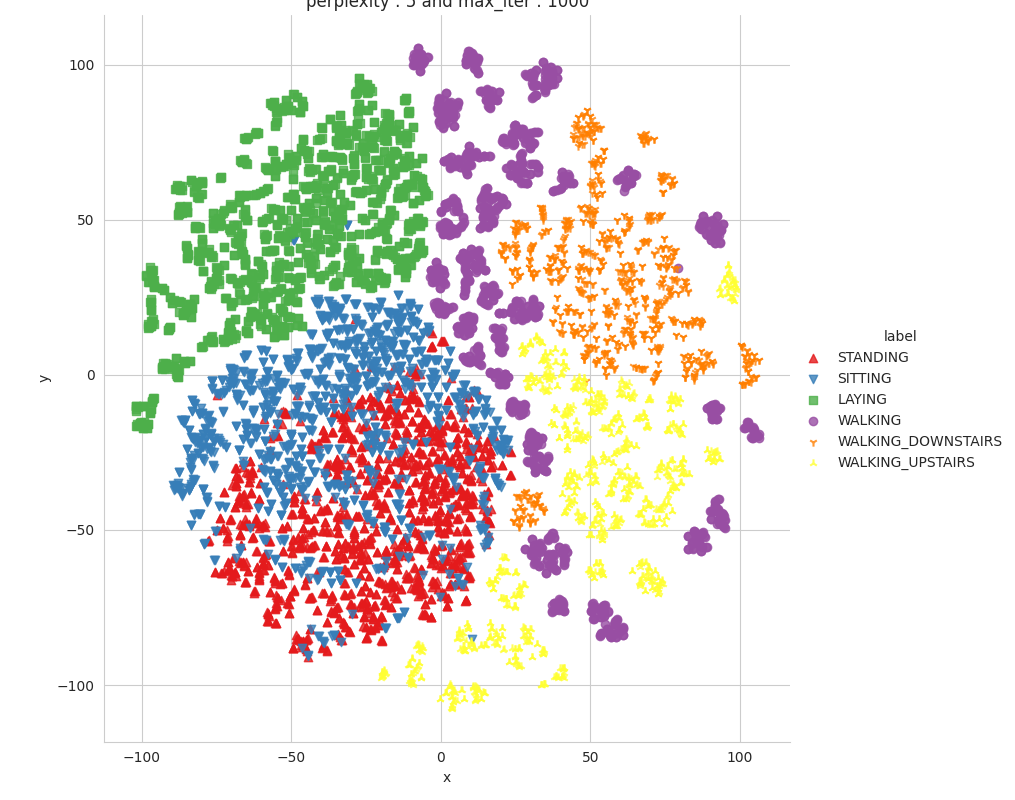 perplexity : 5 and max_iter : 1000
100
50
0
−50
−100
y
−100
−50
0
50
100
x
label
STANDING
SITTING
LAYING
WALKING
WALKING_DOWNSTAIRS
WALKING_UPSTAIRS